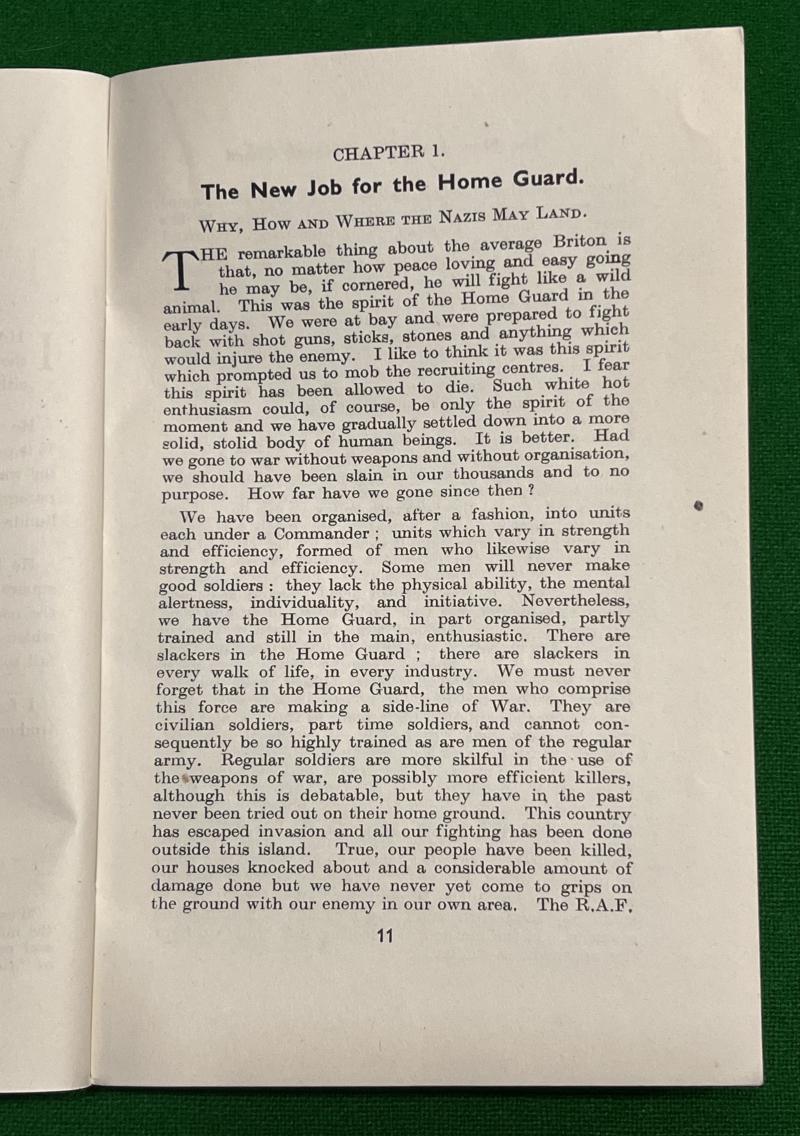 CHAPTER 1.
The New Job for the Home Guard.
Why, How and Where the Nazis May Land.
THE remarkable thing about the average Briton is
that, no matter how peace loving and easy going
he may be, if cornered, he will fight like a wild
animal. This was the spirit of the Home Guard in the
early days. We were at bay and were prepared to fight
back with shot guns, sticks, stones and anything which
would injure the enemy. I like to think it was this spirit
which prompted us to mob the recruiting centres. I fear
this spirit has been allowed to die. Such white hot
enthusiasm could, of course, be only the spirit of the
moment and we have gradually settled down into a more
solid, stolid body of human beings. It is better. Had
we gone to war without weapons and without organisation,
we should have been slain in our thousands and to no
purpose. How far have we gone since then ?
We have been organised, after a fashion, into units
each under a Commander ; units which vary in strength
and efficiency, formed of men who likewise vary in
strength and efficiency. Some men will never make
good soldiers : they lack the physical ability, the mental
alertness, individuality, and initiative. Nevertheless,
we have the Home Guard, in part organised, partly
trained and still in the main, enthusiastic. There are
slackers in the Home Guard ; there are slackers in
every walk of life, in every industry. We must never
forget that in the Home Guard, the men who comprise
this force are making a side-line of War. They are
civilian soldiers, part time soldiers, and cannot con-
sequently be so highly trained as are men of the regular
army. Regular soldiers are more skilful in the use of
the weapons of war, are possibly more efficient killers,
although this is debatable, but they have in the past
never been tried out on their home ground. This country
has escaped invasion and all our fighting has been done
outside this island. True, our people have been killed,
our houses knocked about and a considerable amount of
damage done but we have never yet come to grips on
the ground with our enemy in our own area. The R.A.F.
11